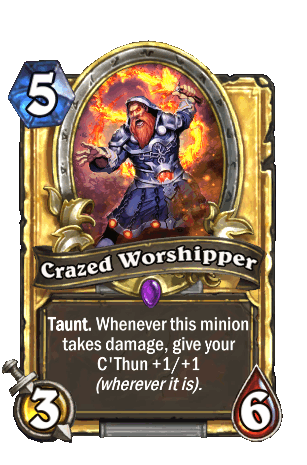 5
Crazed Worshipper
Taunt. Whenever this minion
takes damage, give your
C'Thun +1/+1
(wherever it is).
3
6